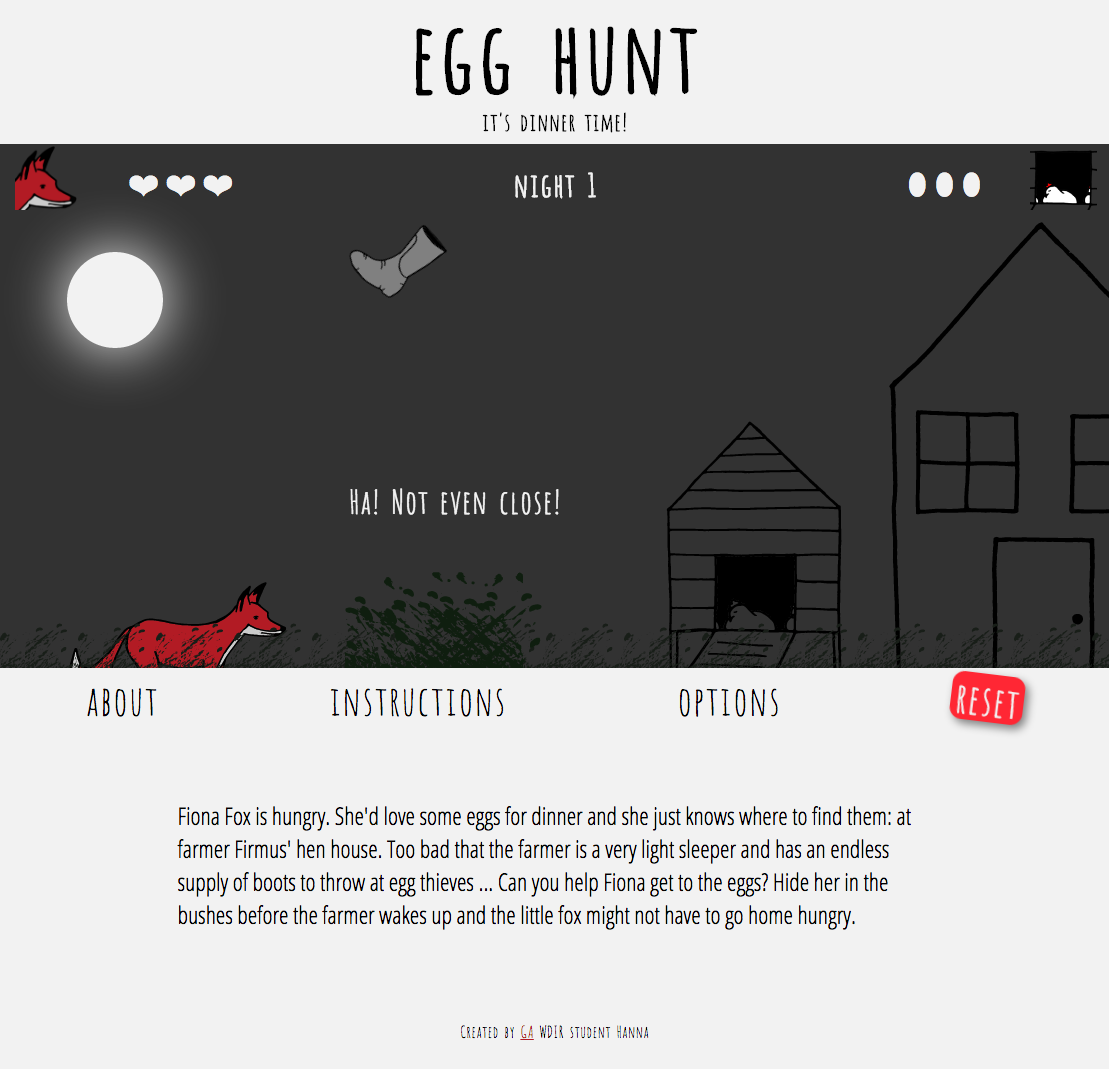 EGG HUNT
IT'S DINNER TIME!
NIGHT 1
HA! NOT EVEN CLOSE!
ABOUT
INSTRUCTIONS
OPTIONS
RESET
Fiona Fox is hungry. She'd love some eggs for dinner and she just knows where to find them: at
farmer Firmus' hen house. Too bad that the farmer is a very light sleeper and has an endless
supply of boots to throw at egg thieves ... Can you help Fiona get to the eggs? Hide her in the
bushes before the farmer wakes up and the little fox might not have to go home hungry.
CREATED BY GA WDIR STUDENT HANNA